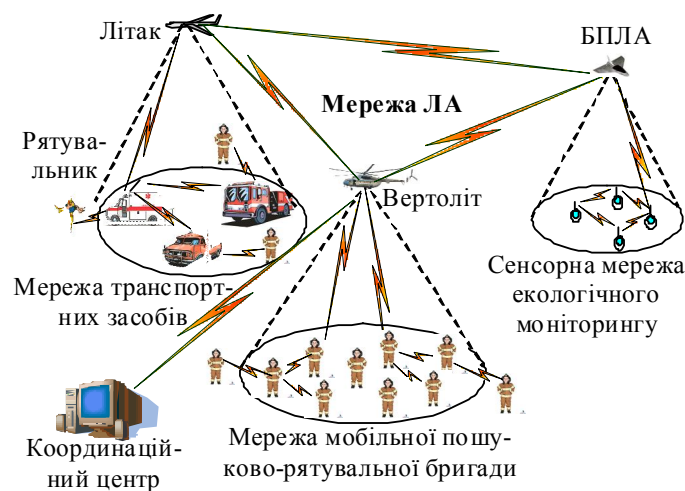 Літак
БПЛА
Мережа ЛА
Рятува-
льник
Вертоліт
Мережа транспорт-
них засобів
Сенсорна мережа
екологічного
моніторингу
Координацій-
ний центр
Мережа мобільної пошу-
ково-рятувальної бригади